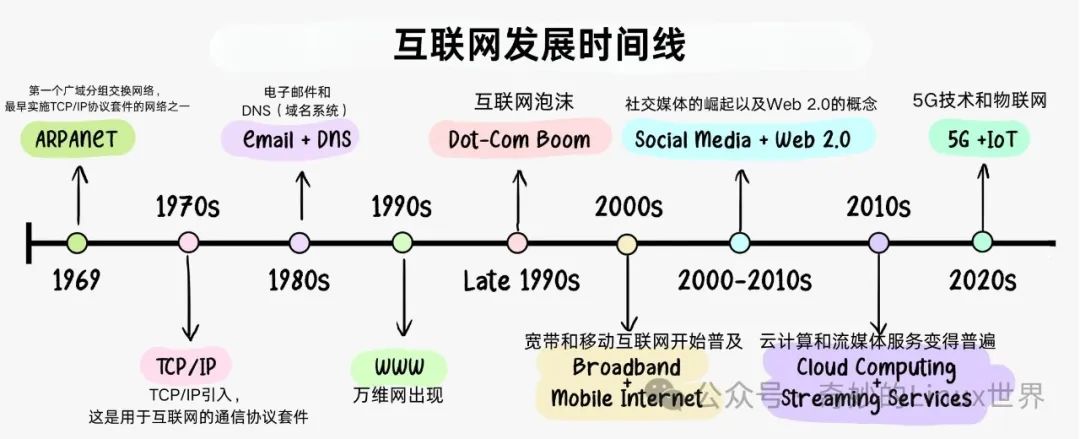 互联网发展时间线
第一个广域分组交换网络，
最早实施TCP/IP协议套件的网络之一
ARPANET
电子邮件和
DNS（域名系统）
email + DNS
互联网泡沫
Dot-Com Boom
社交媒体的崛起以及Web 2.0的概念
Social Media + Web 2.0
5G技术和物联网
5G +IoT
1970s
1990s
2000s
2010s
1969
1980s
Late 1990s
2000-2010s
2020s
TCP/IP
TCP/IP引入，
这是用于互联网的通信协议套件
WWW
万维网出现
宽带和移动互联网开始普及
Broadband
+
Mobile Internet
云计算和流媒体服务变得普遍
Cloud Computing
+
Streaming Services
公众号 · 奇妙的Linux世界